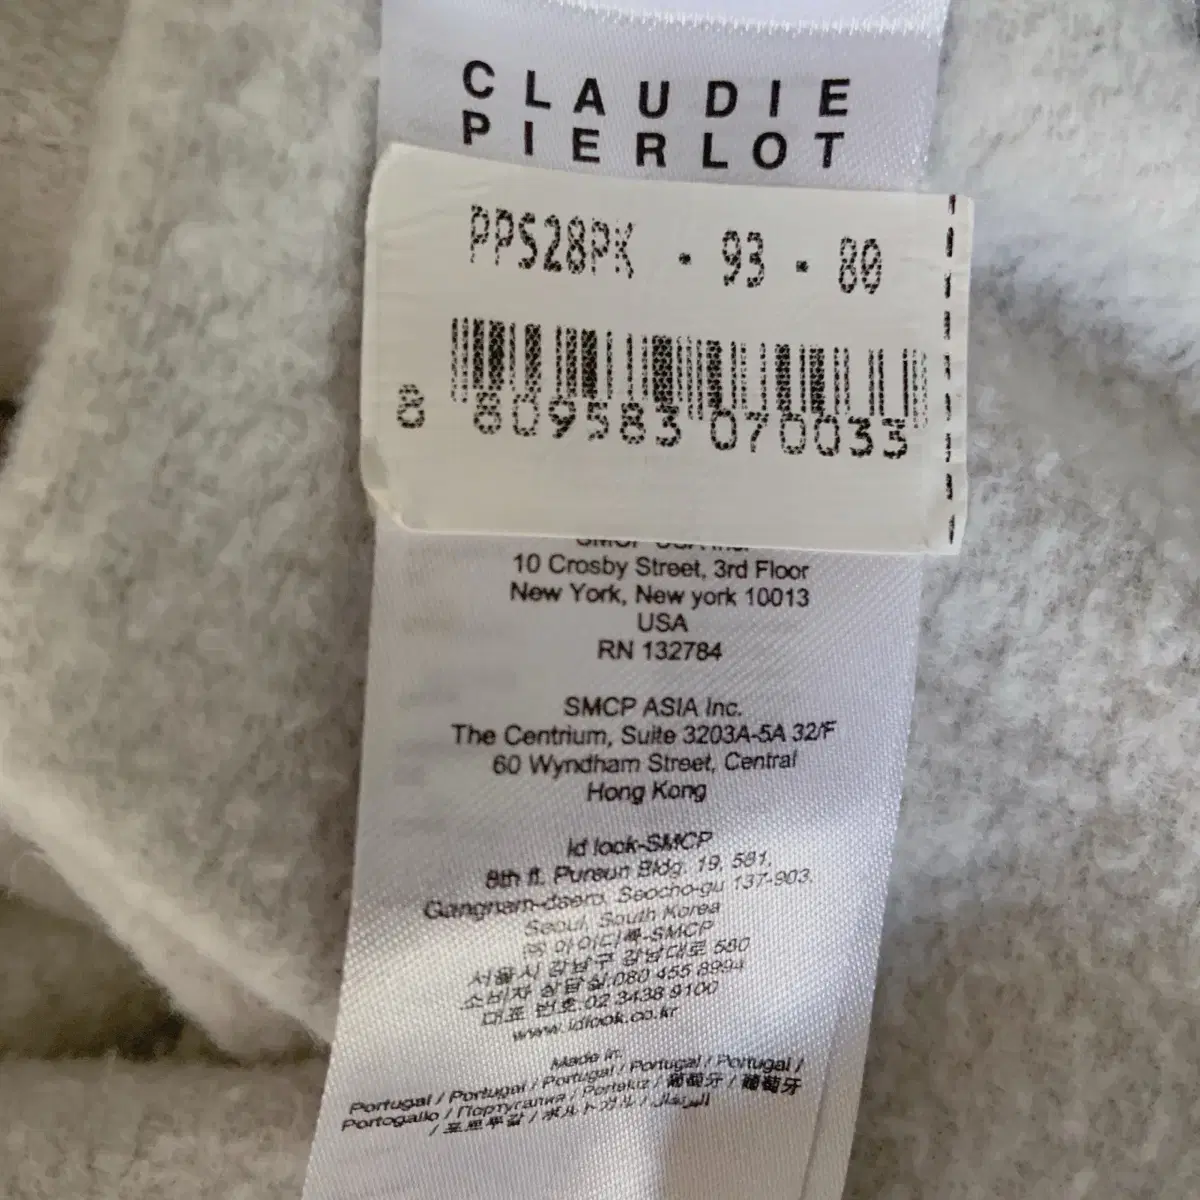 CLAUDIE
PIERLOT
PPS28PK - 93 - 80
8 809583 070033
10 Crosby Street, 3rd Floor
New York, New york 10013
USA
RN 132784
SMCP ASIA Inc.
The Centrium, Suite 3203A-5A 32/F
60 Wyndham Street, Central
Hong Kong
Id look-SMCP
8th fl. Pursun Bldg. 19, 581,
Gangnam-daero, Seocho-gu 137-903,
Seoul, South Korea
㈜ 아이디룩-SMCP
서울시 강남구 강남대로 580
소비자 상담실:080 455 8994
대표 번호:02 3438 9100
www.idlook.co.kr
Made in:
Portugal / Portugal / Portugal / Portugal / Portugal /
Portogallo / Португалия / Portekiz / 葡萄牙 / 葡萄牙
/ 포르투갈 / ポルトガル / البرتغال